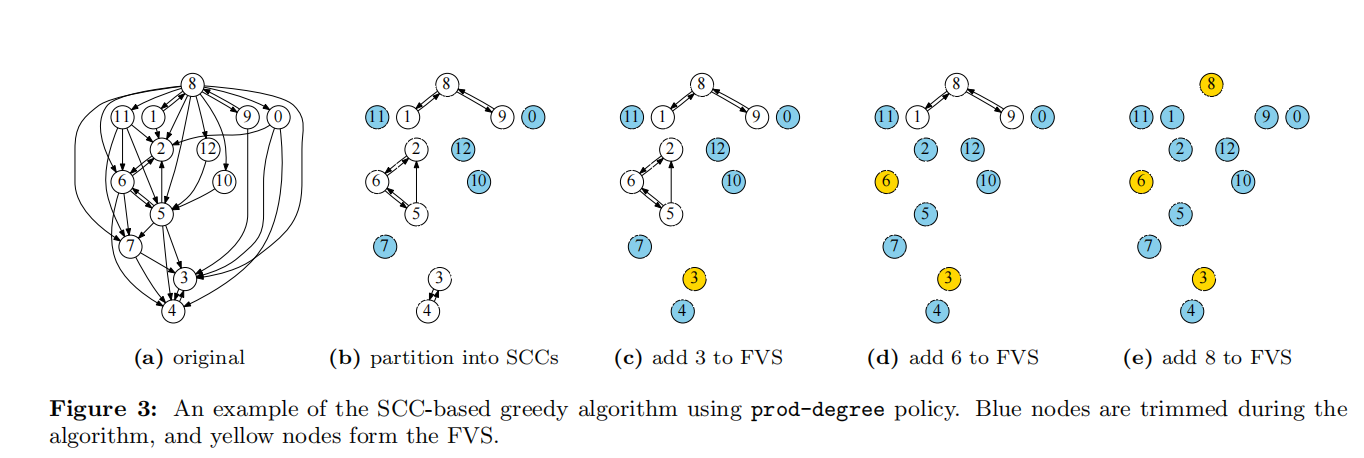 8
11 1 9 0
2 12
6 10
5
7
3
4
(a) original
8
11 1 9 0
2 12
6 10
5
7
3
4
(b) partition into SCCs
8
11 1 9 0
2 12
6 10
5
7
3
4
(c) add 3 to FVS
8
11 1 9 0
2 12
6 10
5
7
3
4
(d) add 6 to FVS
8
11 1 9 0
2 12
6 10
5
7
3
4
(e) add 8 to FVS
Figure 3: An example of the SCC-based greedy algorithm using prod-degree policy. Blue nodes are trimmed during the
algorithm, and yellow nodes form the FVS.